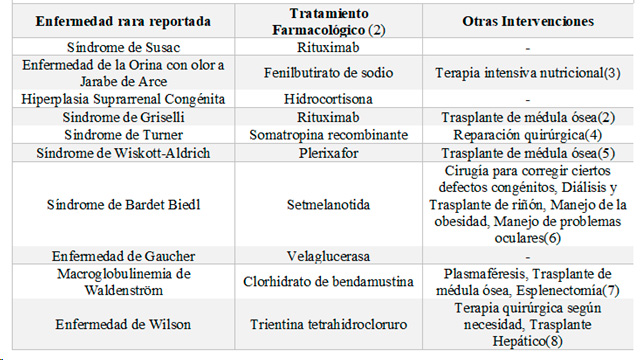 Enfermedad rara reportada
Tratamiento
Farmacológico (2)
Otras Intervenciones
Síndrome de Susac
Rituximab
-
Enfermedad de la Orina con olor a
Jarabe de Arce
Fenilbutirato de sodio
Terapia intensiva nutricional(3)
Hiperplasia Suprarrenal Congénita
Hidrocortisona
-
Síndrome de Griselli
Rituximab
Trasplante de médula ósea(2)
Síndrome de Turner
Somatropina recombinante
Reparación quirúrgica(4)
Síndrome de Wiskott-Aldrich
Plerixafor
Trasplante de médula ósea(5)
Síndrome de Bardet Biedl
Setmelanotida
Cirugía para corregir ciertos
defectos congénitos, Diálisis y
Trasplante de riñón, Manejo de la
obesidad, Manejo de problemas
oculares(6)
Enfermedad de Gaucher
Velaglucerasa
-
Macroglobulinemia de
Waldenström
Clorhidrato de bendamustina
Plasmaféresis, Trasplante de
médula ósea, Esplenectomía(7)
Enfermedad de Wilson
Trientina tetrahidrocloruro
Terapia quirúrgica según
necesidad, Trasplante
Hepático(8)